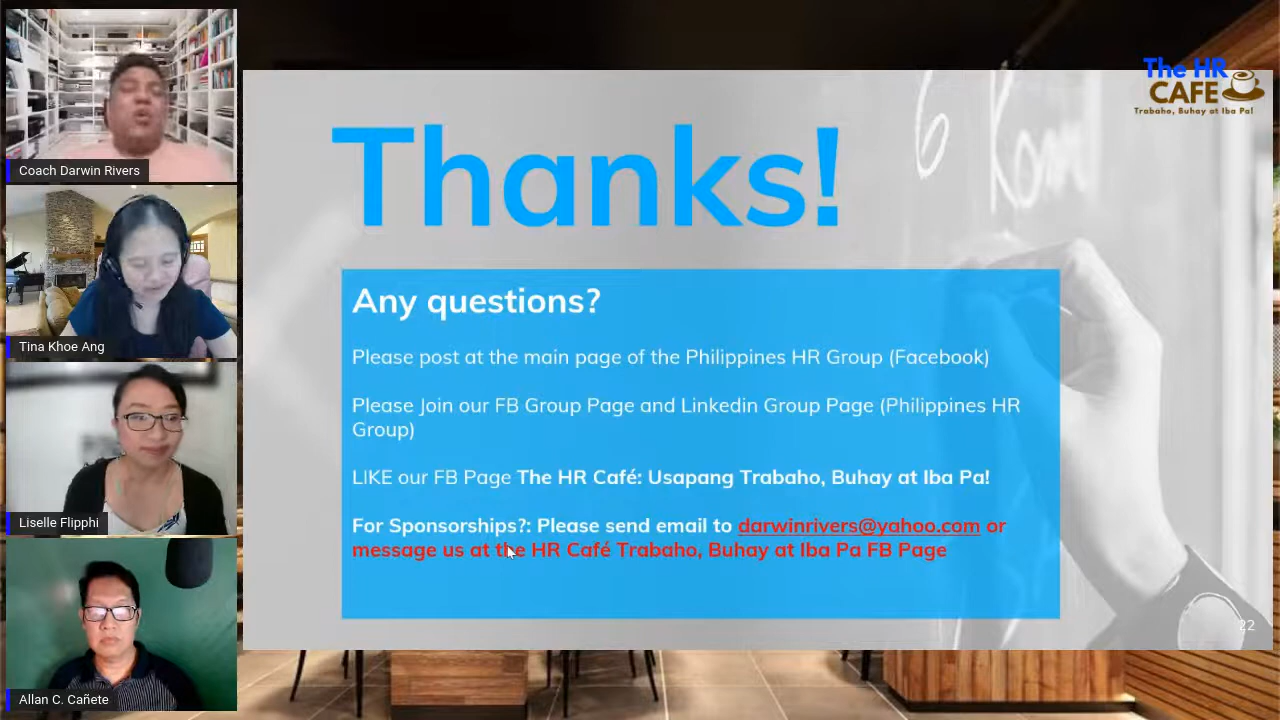 Coach Darwin Rivers
Tina Khoe Ang
Liselle Flipphi
Allan C. Cañete
The HR
CAFE
Trabaho, Buhay at Iba Pa!
6 Kom
Thanks!
Any questions?
Please post at the main page of the Philippines HR Group (Facebook)
Please Join our FB Group Page and Linkedin Group Page (Philippines HR
Group)
LIKE our FB Page The HR Café: Usapang Trabaho, Buhay at Iba Pa!
For Sponsorships?: Please send email to darwinrivers@yahoo.com or
message us at the HR Café Trabaho, Buhay at Iba Pa FB Page
22